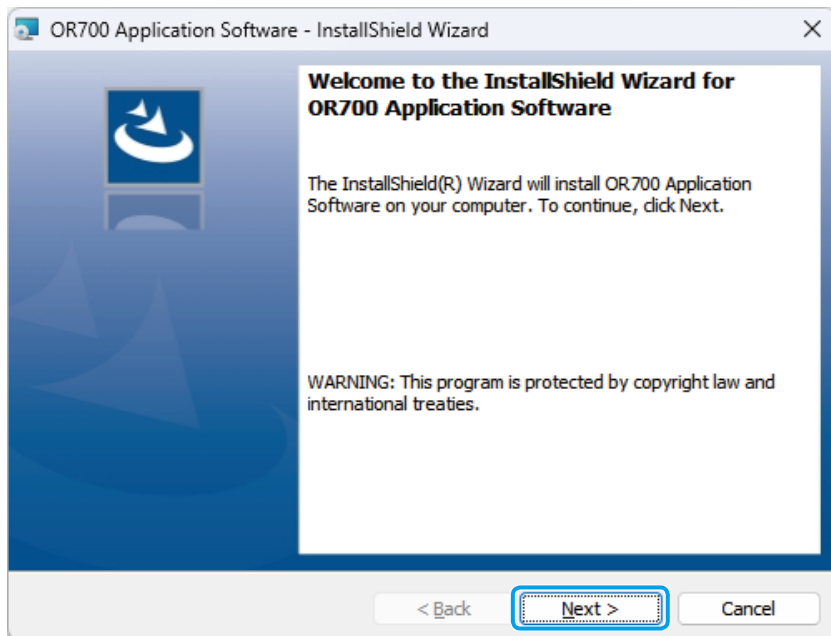 OR700 Application Software - InstallShield Wizard
Welcome to the InstallShield Wizard for
OR700 Application Software
The InstallShield(R) Wizard will install OR700 Application
Software on your computer. To continue, click Next.
WARNING: This program is protected by copyright law and
international treaties.
< Back
Next >
Cancel